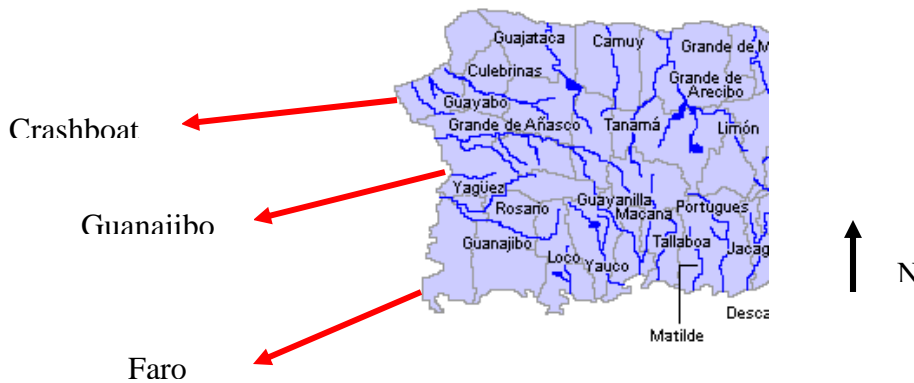 Guajataca
Camuy
Grande de M
Culebrinas
Grande de
Arecibo
Guayabo
Crashboat
Grande de Añasco
Tanamá
Limón
Yagüez
Rosario
Guayanilla
Macana
Portugues
Guanajibo
Guanajibo
Loco
Yauco
Tallaboa
Jacag
N
Desca
Matilde
Faro